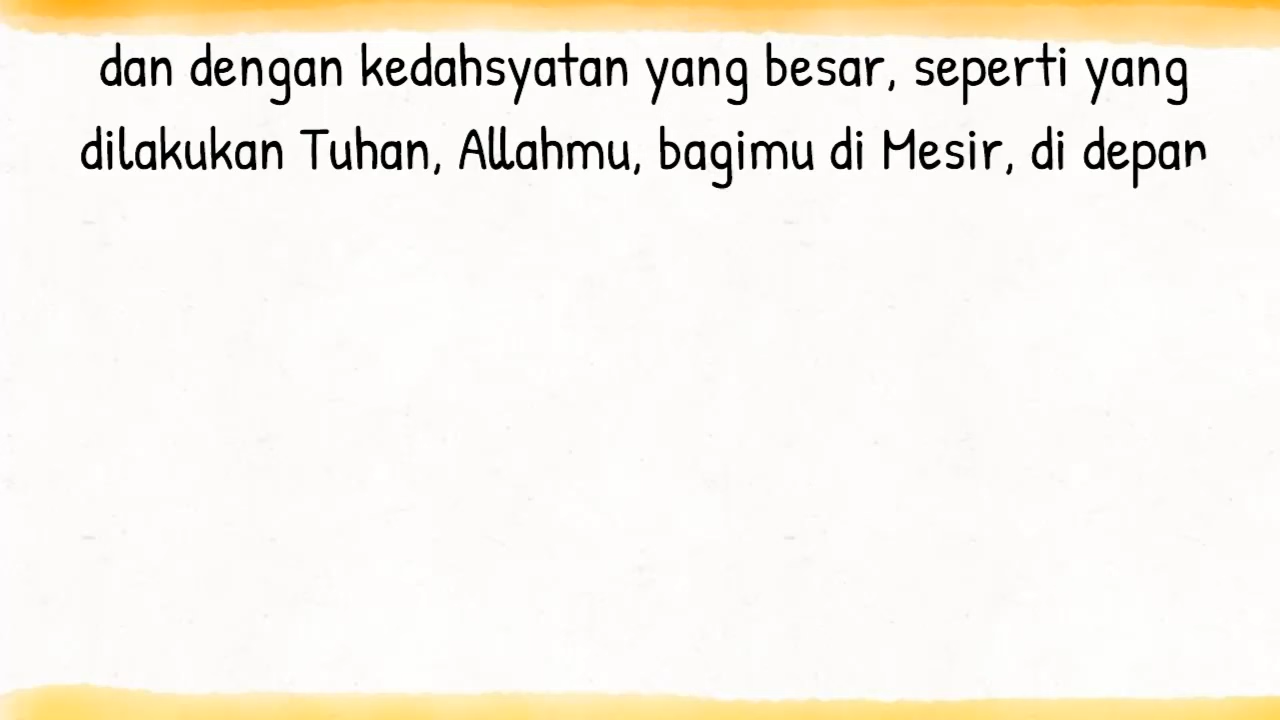 dan dengan kedahsyatan yang besar, seperti yang
dilakukan Tuhan, Allahmu, bagimu di Mesir, di depan